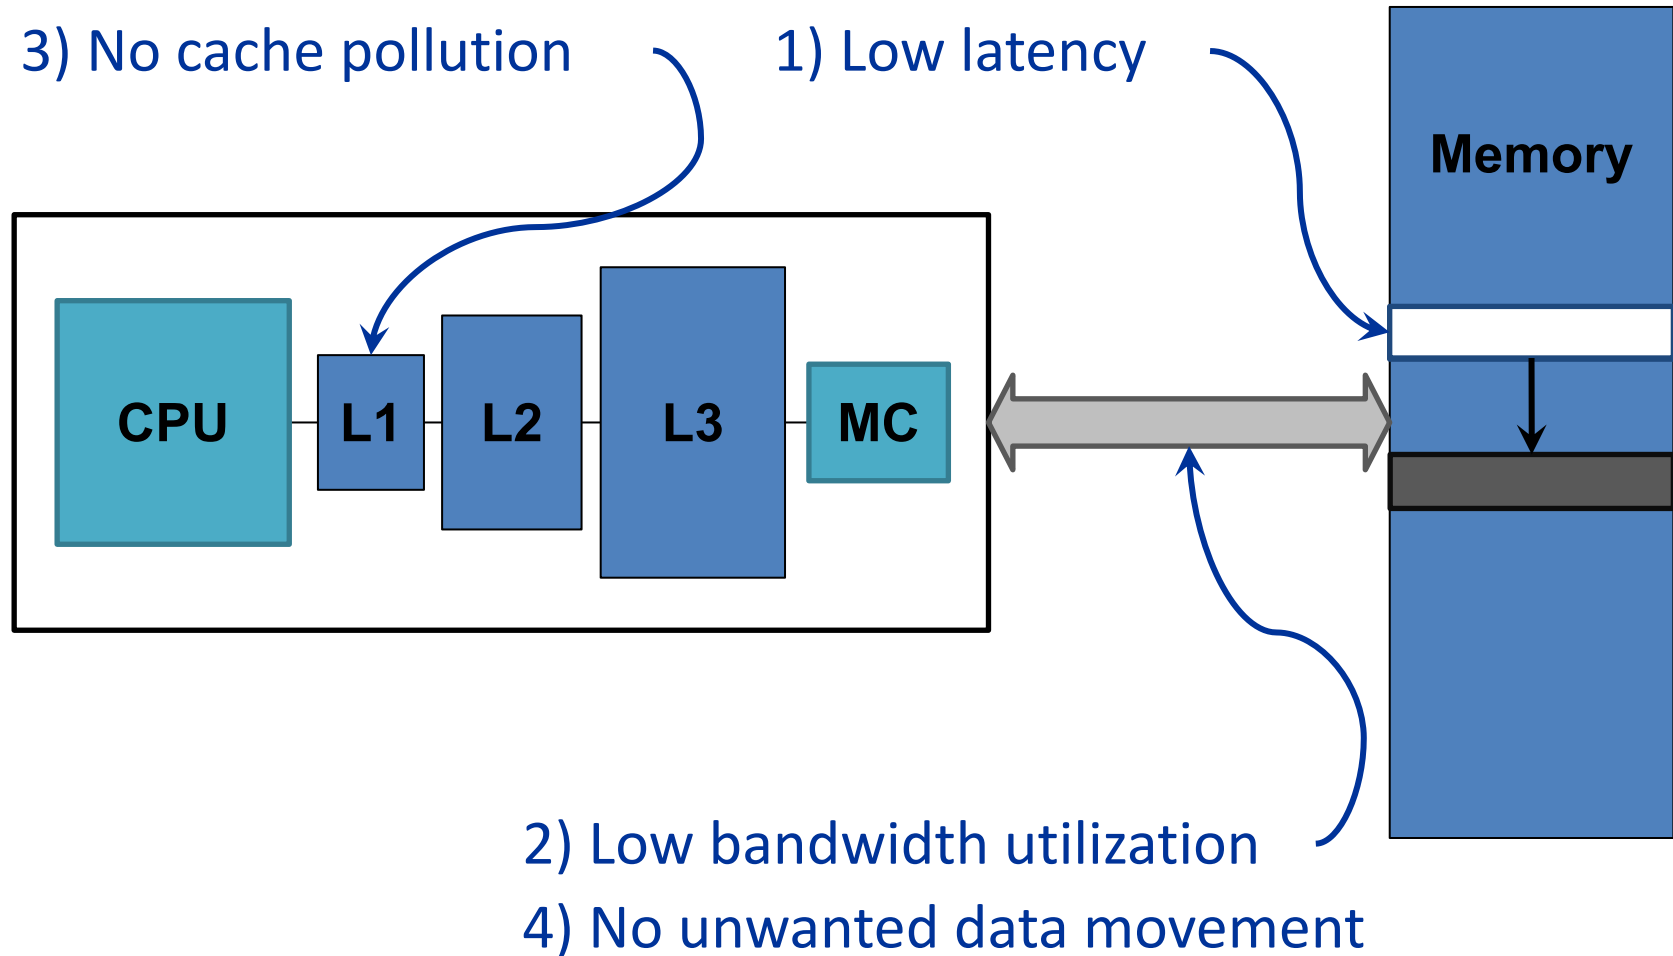 3) No cache pollution
1) Low latency
Memory
CPU
L1
L2
L3
MC
2) Low bandwidth utilization
4) No unwanted data movement